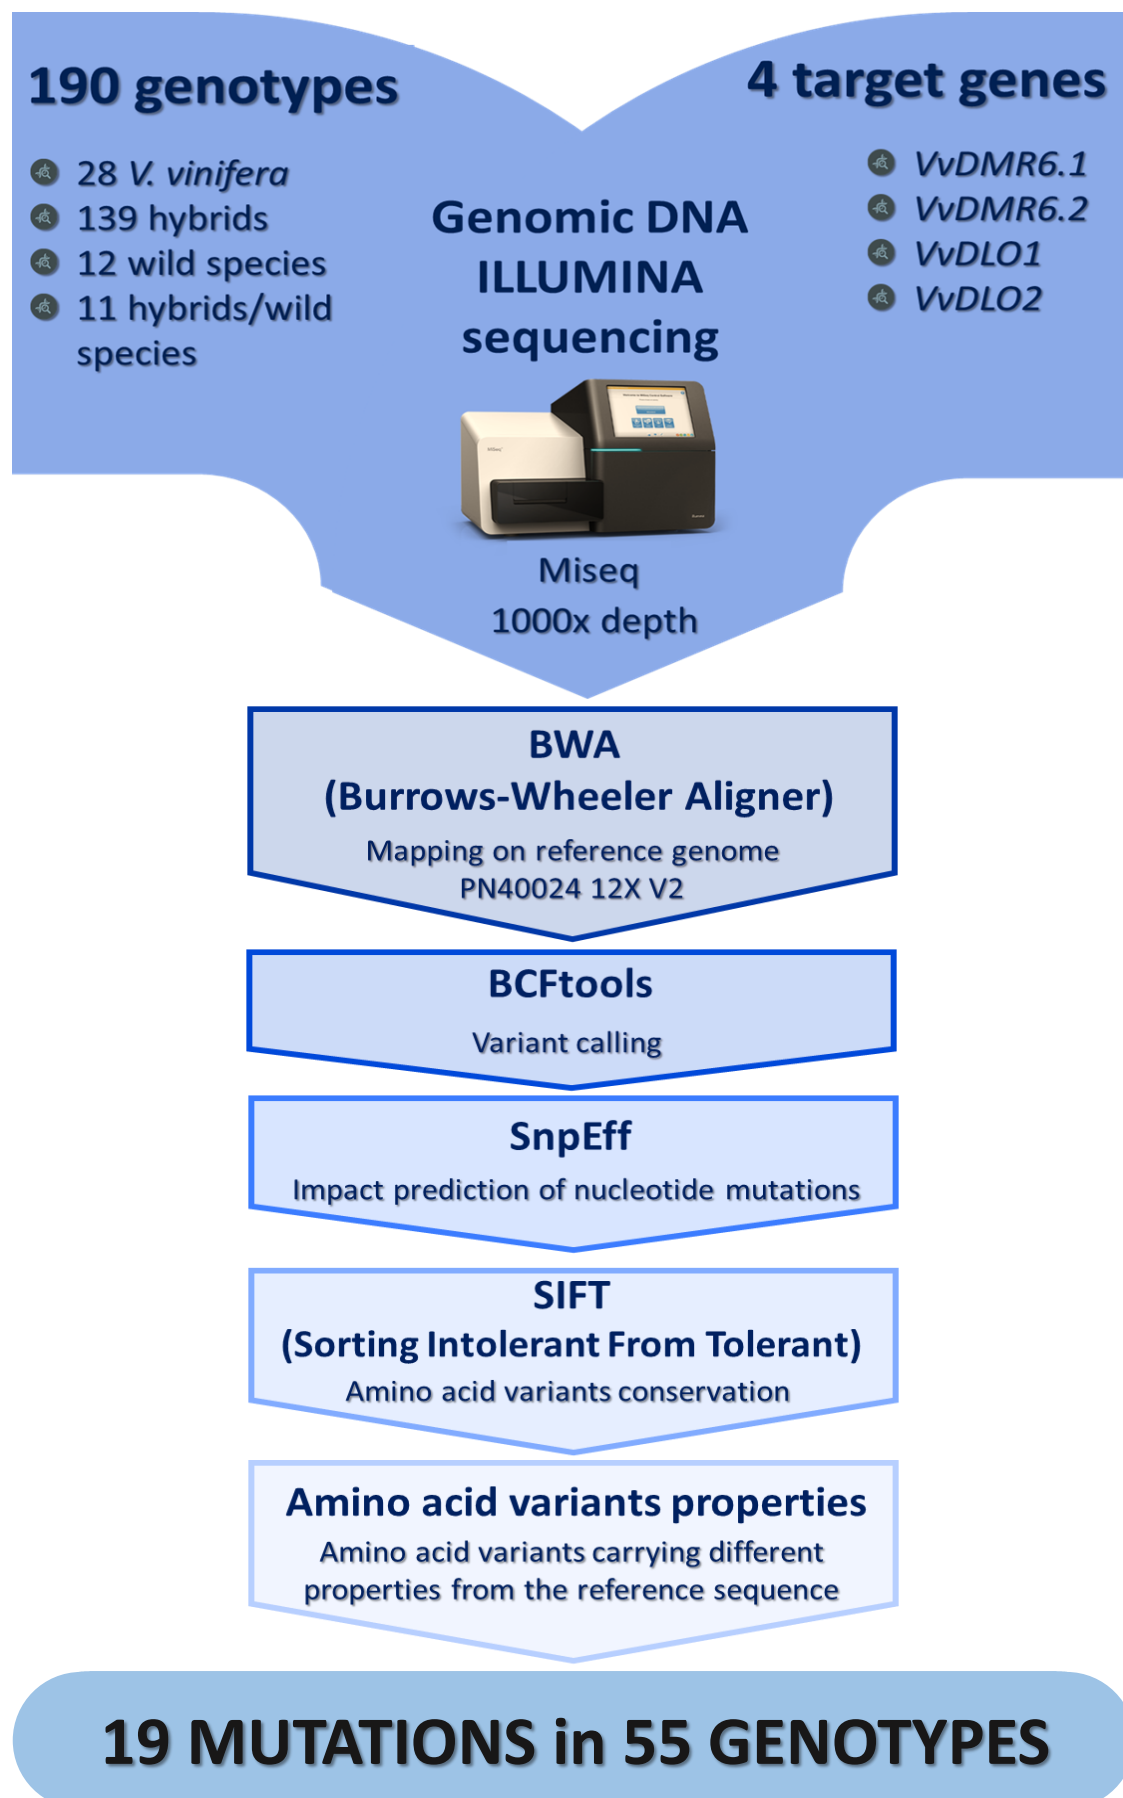 190 genotypes
28 V. vinifera
139 hybrids
12 wild species
11 hybrids/wild
species
4 target genes
VvDMR6.1
VvDMR6.2
VvDLO1
VvDLO2
Genomic DNA
ILLUMINA
sequencing
Miseq
1000x depth
BWA
(Burrows-Wheeler Aligner)
Mapping on reference genome
PN40024 12X V2
BCFtools
Variant calling
SnpEff
Impact prediction of nucleotide mutations
SIFT
(Sorting Intolerant From Tolerant)
Amino acid variants conservation
Amino acid variants properties
Amino acid variants carrying different
properties from the reference sequence
19 MUTATIONS in 55 GENOTYPES